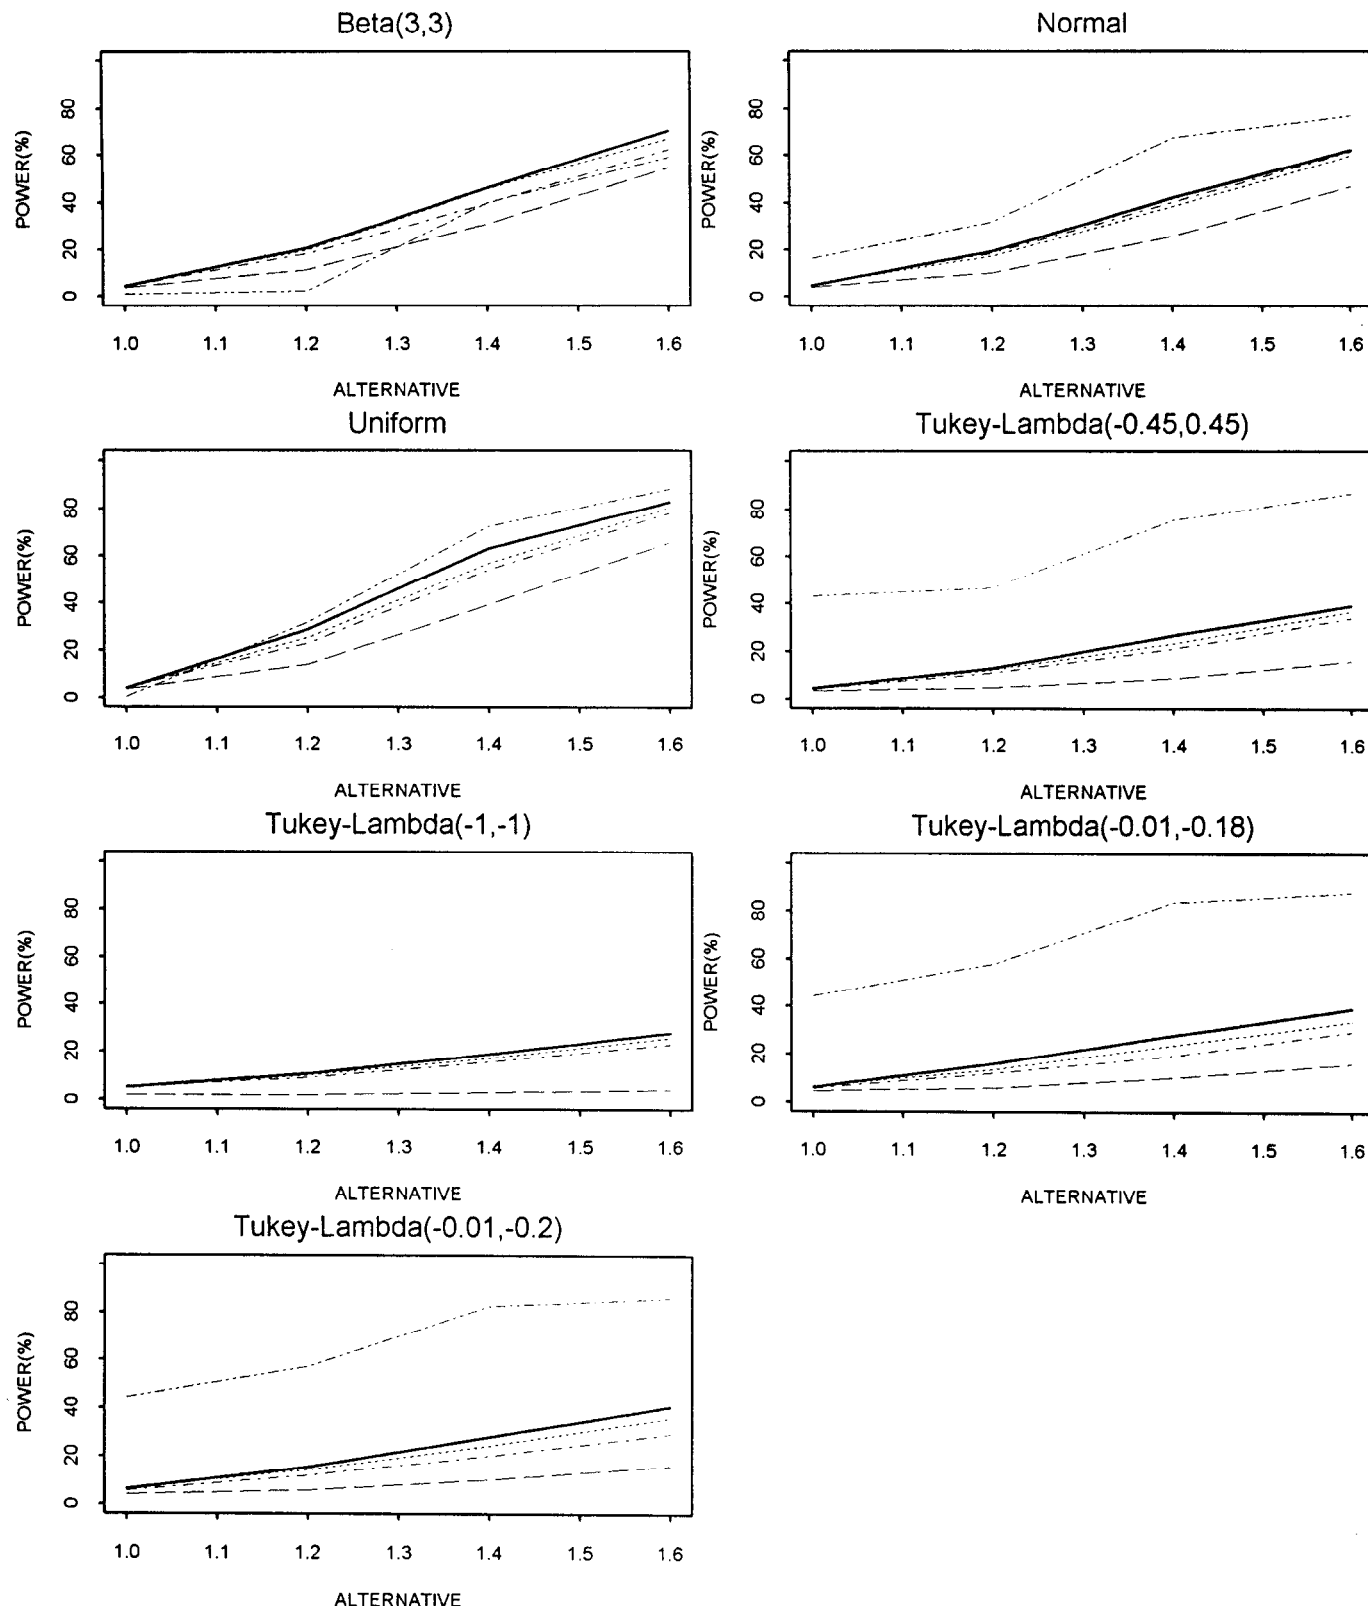 Beta(3,3)
POWER(%)
0 20 40 60 80
1.0 1.1 1.2 1.3 1.4 1.5 1.6
ALTERNATIVE
Normal
POWER(%)
0 20 40 60 80
1.0 1.1 1.2 1.3 1.4 1.5 1.6
ALTERNATIVE
Uniform
POWER(%)
0 20 40 60 80
1.0 1.1 1.2 1.3 1.4 1.5 1.6
ALTERNATIVE
Tukey-Lambda(-0.45,0.45)
POWER(%)
0 20 40 60 80
1.0 1.1 1.2 1.3 1.4 1.5 1.6
ALTERNATIVE
Tukey-Lambda(-1,-1)
POWER(%)
0 20 40 60 80
1.0 1.1 1.2 1.3 1.4 1.5 1.6
ALTERNATIVE
Tukey-Lambda(-0.01,-0.18)
POWER(%)
0 20 40 60 80
1.0 1.1 1.2 1.3 1.4 1.5 1.6
ALTERNATIVE
Tukey-Lambda(-0.01,-0.2)
POWER(%)
0 20 40 60 80
1.0 1.1 1.2 1.3 1.4 1.5 1.6
ALTERNATIVE